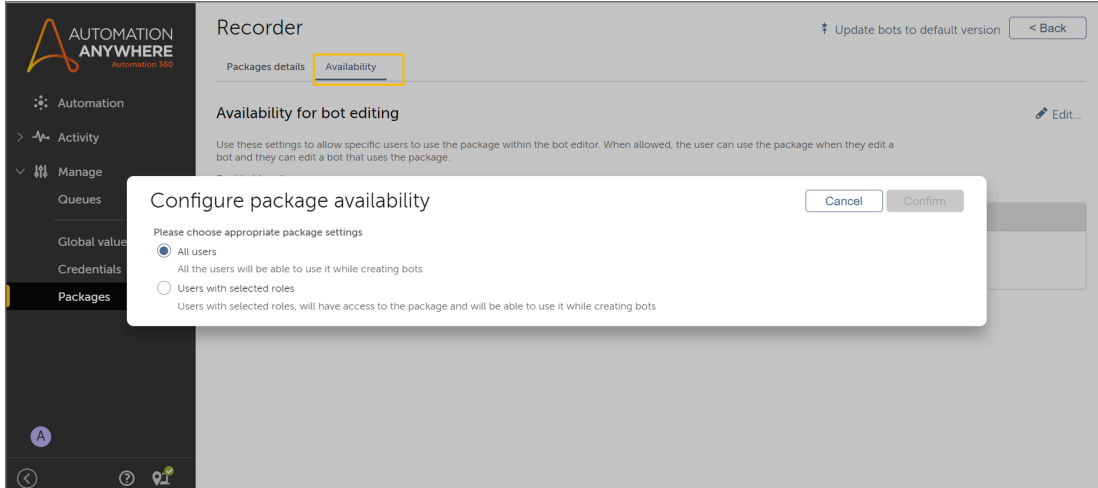 AUTOMATION
ANYWHERE
Automation 360
Automation
Activity
Manage
Queues
Global value
Credentials
Packages
A
Recorder
Update bots to default version
< Back
Packages details
Availability
Availability for bot editing
Edit...
Use these settings to allow specific users to use the package within the bot editor. When allowed, the user can use the package when they edit a
bot and they can edit a bot that uses the package.
Configure package availability
Cancel
Confirm
Please choose appropriate package settings
All users
All the users will be able to use it while creating bots
Users with selected roles
Users with selected roles, will have access to the package and will be able to use it while creating bots